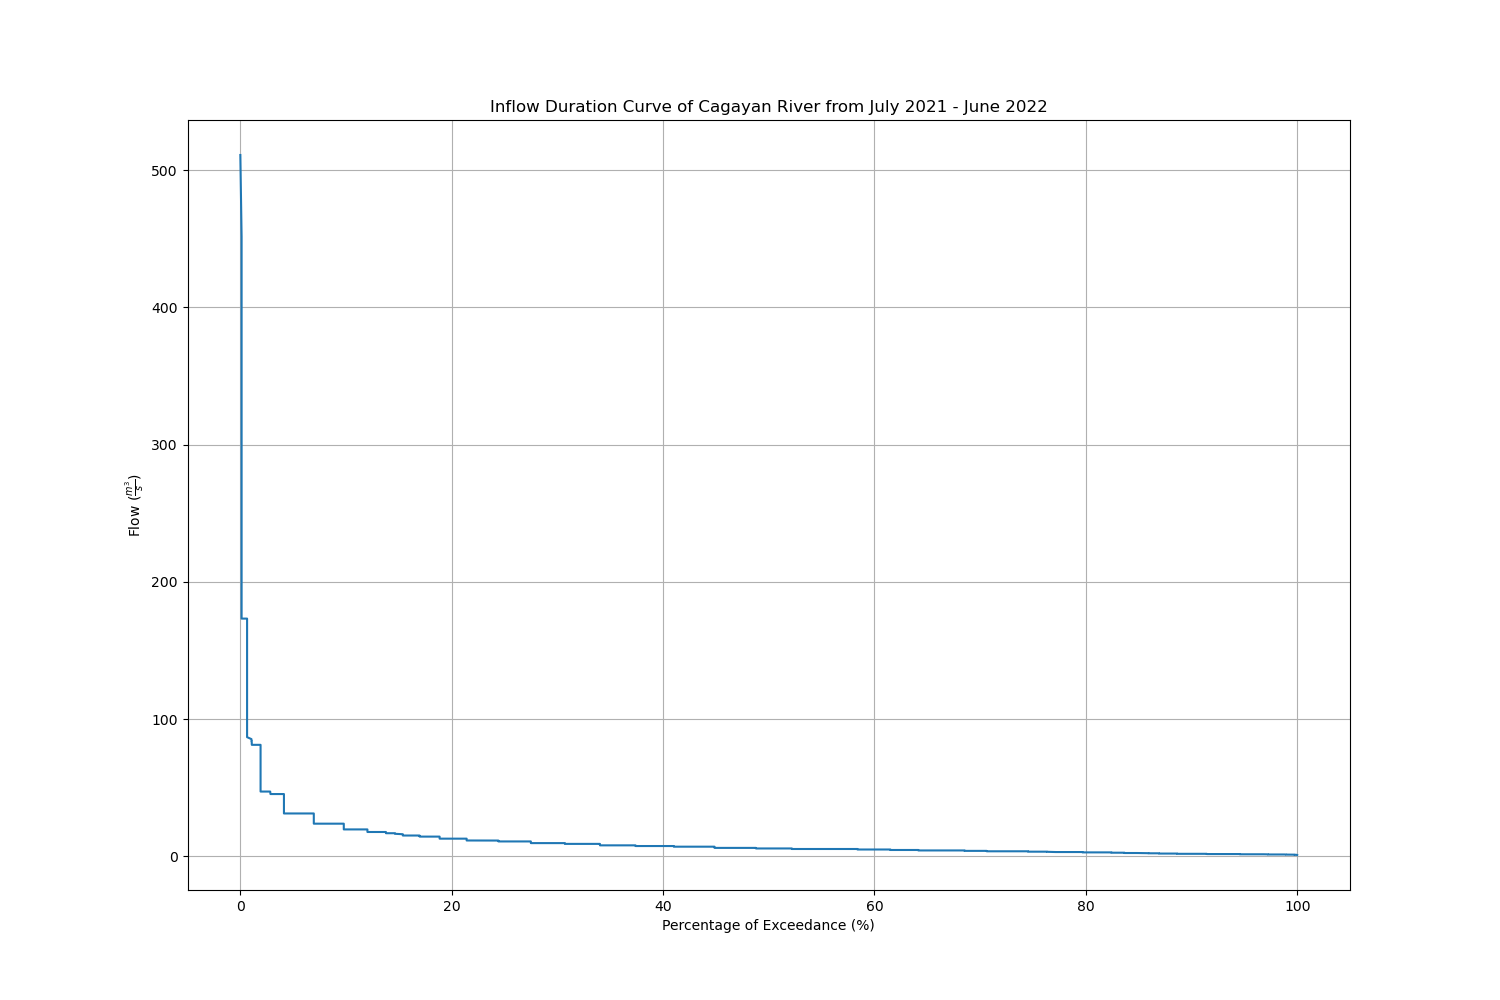 Inflow Duration Curve of Cagayan River from July 2021 - June 2022
500
400
300
200
100
0
Flow (m³/s)
0 20 40 60 80 100
Percentage of Exceedance (%)